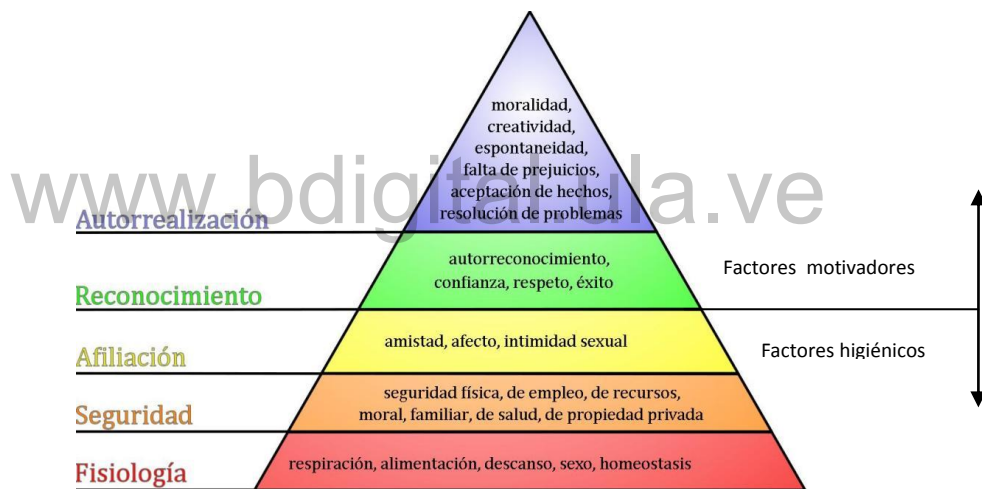 moralidad,
creatividad,
espontaneidad,
falta de prejuicios,
aceptación de hechos,
resolución de problemas
www.bdigital.ula.ve
Autorrealización
autorreconocimiento,
confianza, respeto, éxito
Factores motivadores
Reconocimiento
amistad, afecto, intimidad sexual
Factores higiénicos
Afiliación
seguridad física, de empleo, de recursos,
moral, familiar, de salud, de propiedad privada
Seguridad
respiración, alimentación, descanso, sexo, homeostasis
Fisiología